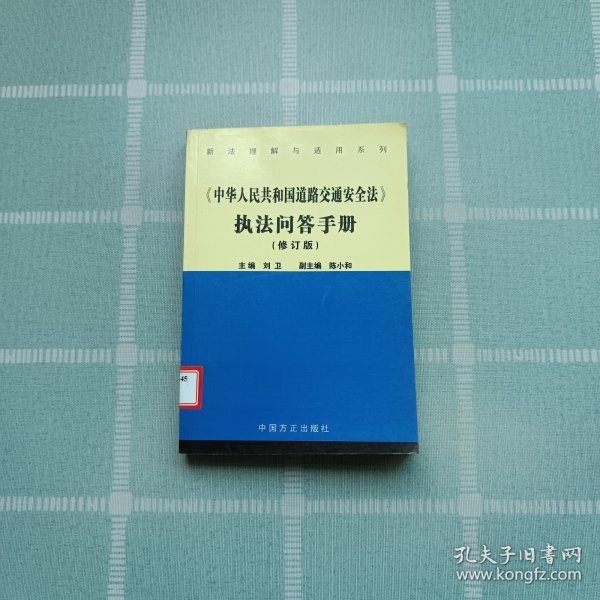 新法理解与适用系列
《中华人民共和国道路交通安全法》
执法问答手册
(修订版)
主编 刘卫 副主编 陈小和
45
中国方正出版社
孔夫子旧书网
www.kongfz.com